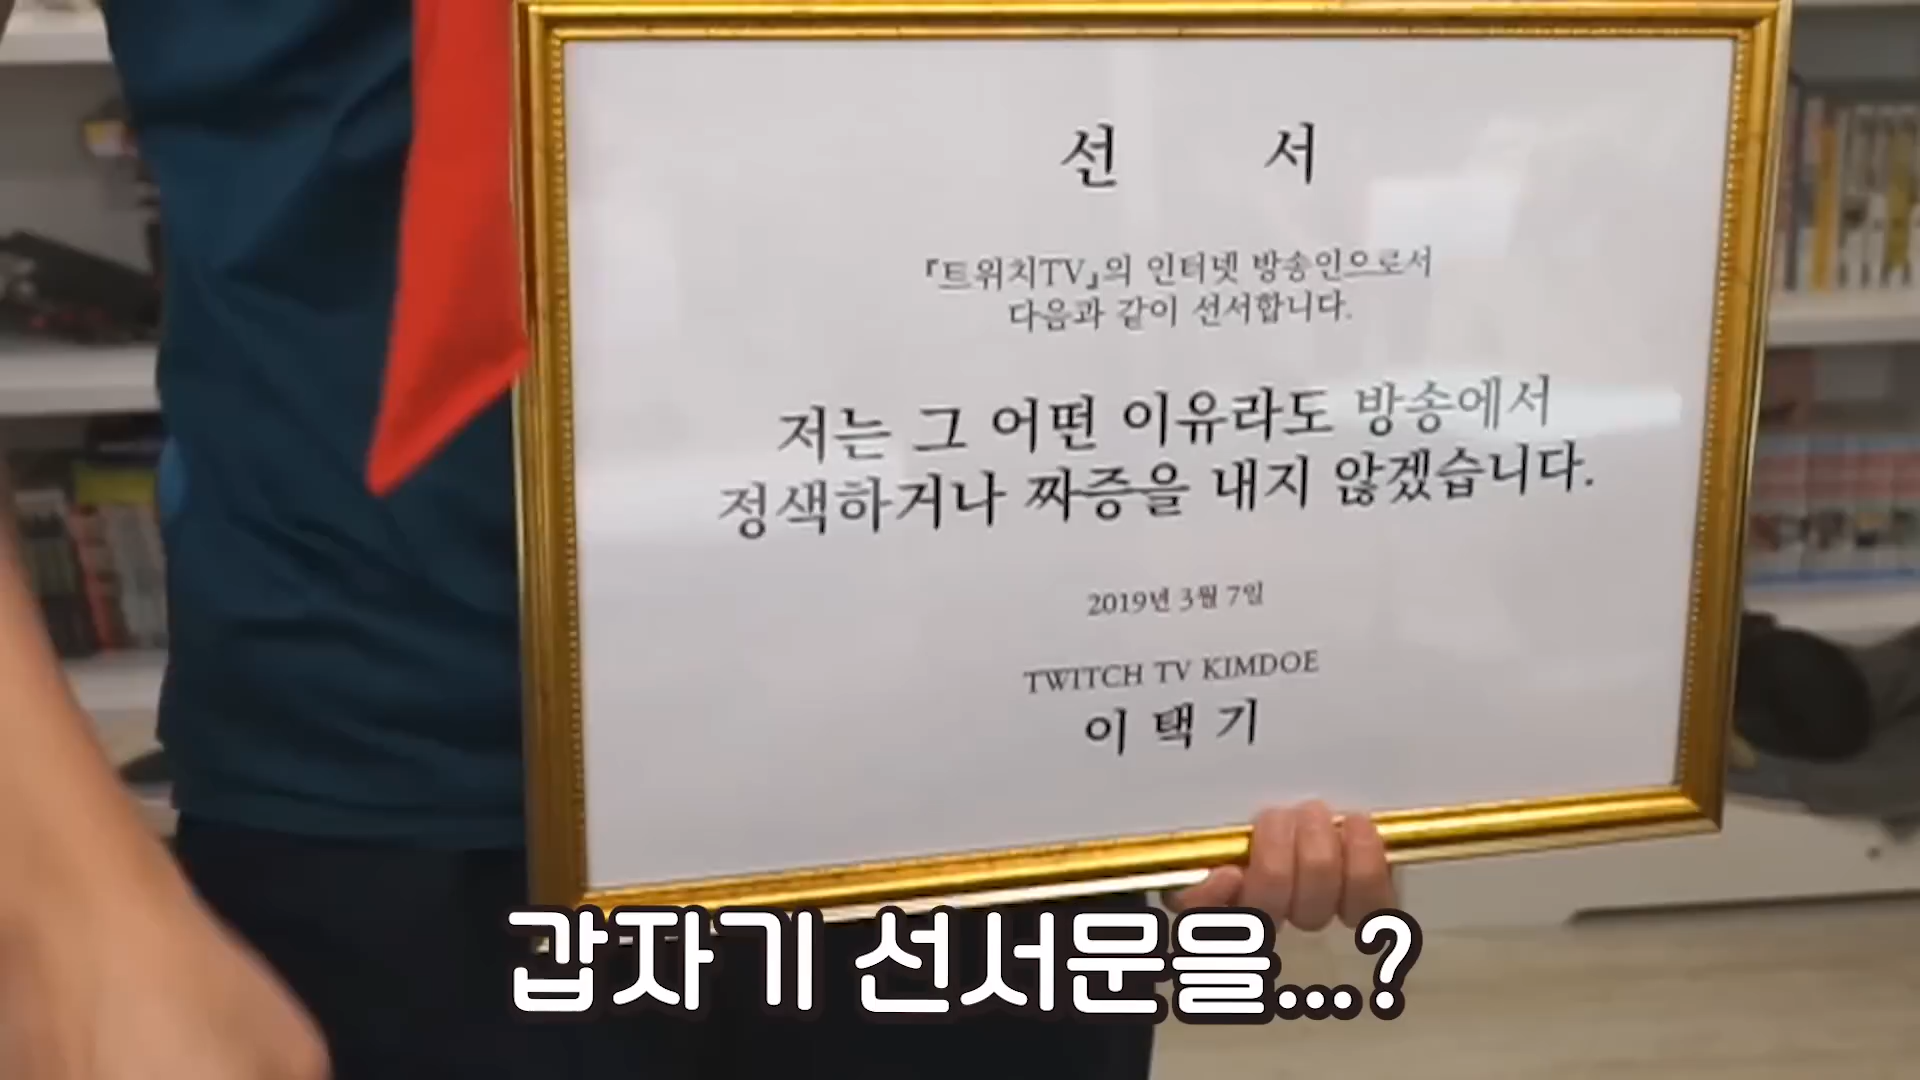 선 서
『트위치TV』의 인터넷 방송인으로서
다음과 같이 선서합니다.
저는 그 어떤 이유라도 방송에서
정색하거나 짜증을 내지 않겠습니다.
2019년 3월 7일
TWITCH TV KIMDOE
이 택 기
갑자기 선서문을...?